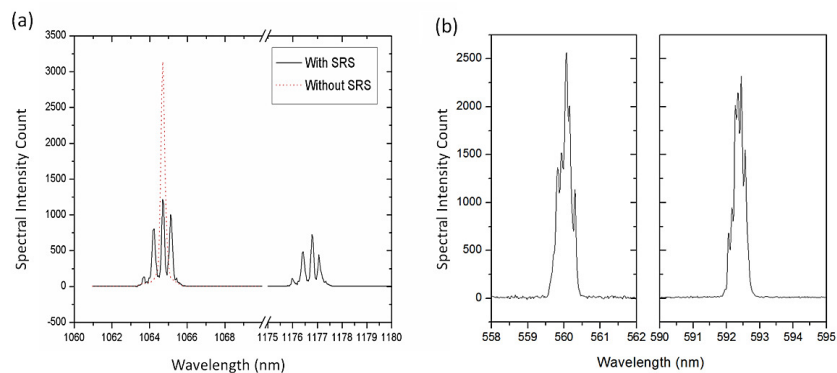 (a)
3500
3000
2500
2000
1500
1000
500
0
-500
Spectral Intensity Count
With SRS
Without SRS
1060 1062 1064 1066 1068 1175 1176 1177 1178 1179 1180
Wavelength (nm)
(b)
2500
2000
1500
1000
500
0
Spectral Intensity Count
558 559 560 561 562 590 591 592 593 594 595
Wavelength (nm)